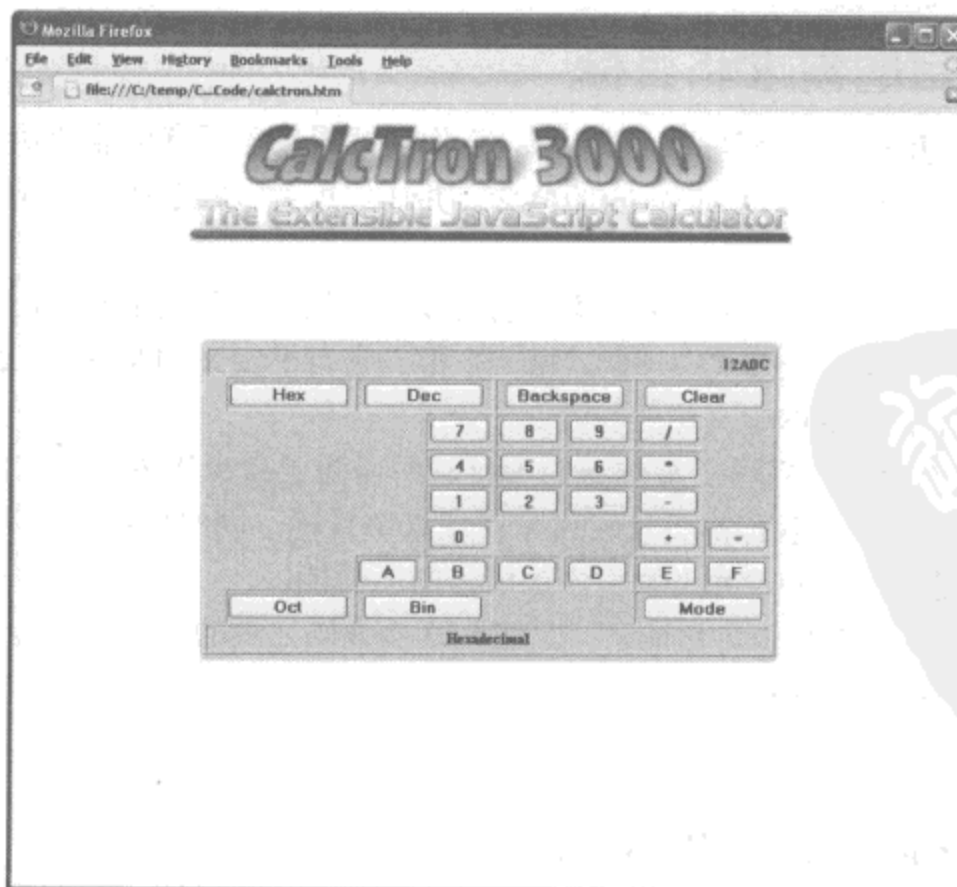 Mozilla Firefox
File Edit View History Bookmarks Tools Help
file:///C:/temp/C...Code/calctron.htm
CalcTron 3000
The Extensible JavaScript Calculator
12ABC
Hex Dec Backspace Clear
7 8 9 /
4 5 6 *
1 2 3 -
0 + =
A B C D E F
Oct Bin Mode
Hexadecimal